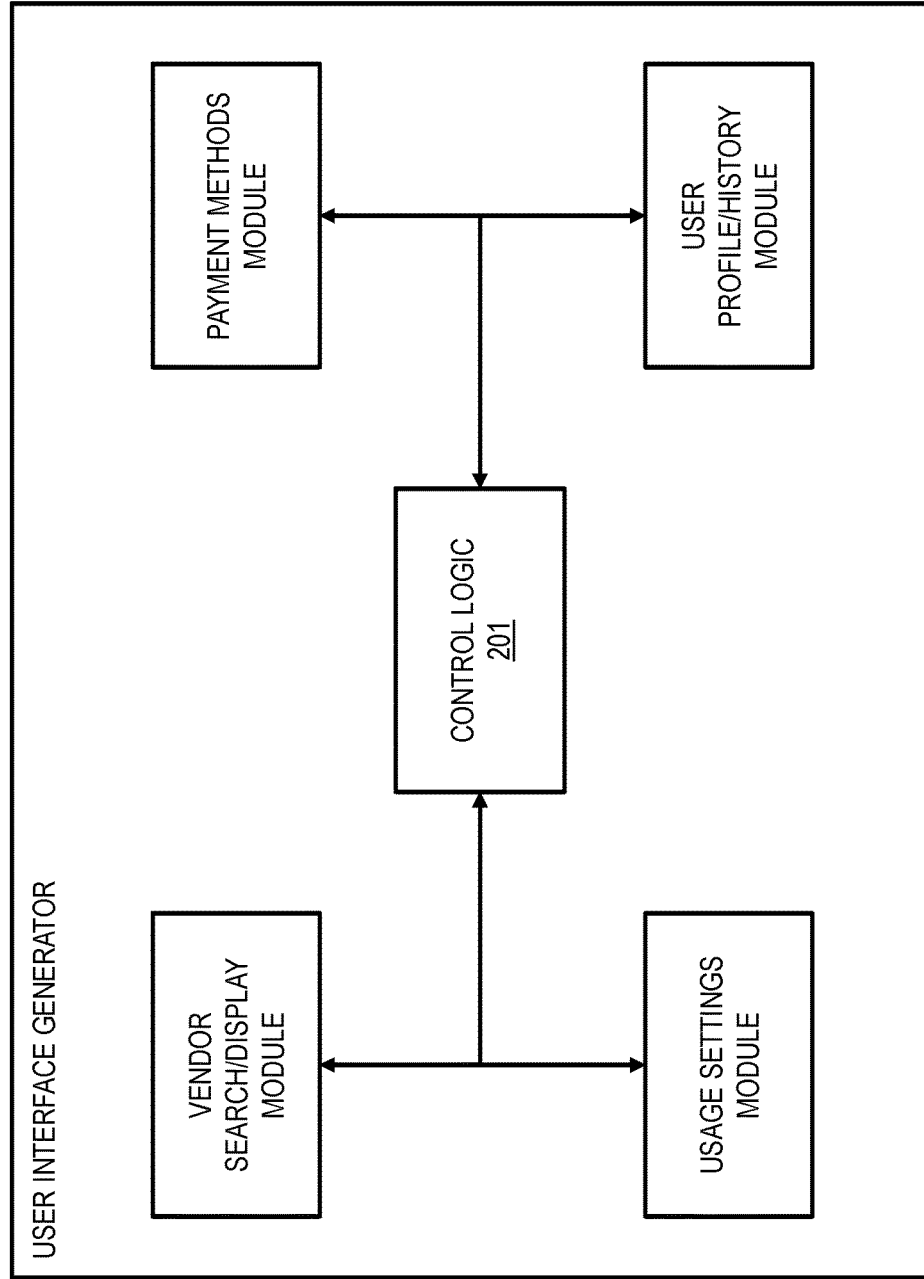 USER INTERFACE GENERATOR
VENDOR
SEARCH/DISPLAY
MODULE
PAYMENT METHODS
MODULE
CONTROL LOGIC
201
USAGE SETTINGS
MODULE
USER
PROFILE/HISTORY
MODULE